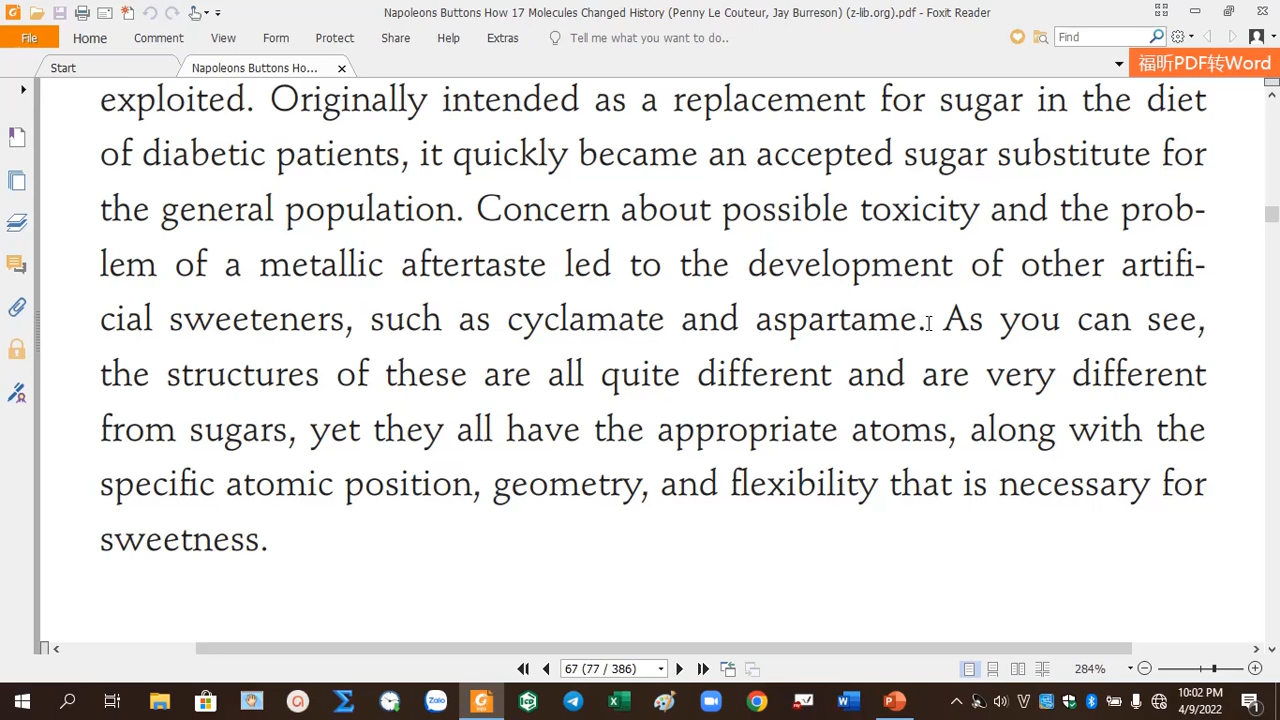 Napoleons Buttons How 17 Molecules Changed History (Penny de Couteur, Jay Burreson) (z-lib.org).pdf - Foxit Reader
File Home Comment View Form Protect Share Help Extras Tell me what you want to do.. Find
Start Napoleons Buttons Ho... 福昕PDF转Word
exploited. Originally intended as a replacement for sugar in the diet
of diabetic patients, it quickly became an accepted sugar substitute for
the general population. Concern about possible toxicity and the prob-
lem of a metallic aftertaste led to the development of other artifi-
cial sweeteners, such as cyclamate and aspartame. As you can see,
the structures of these are all quite different and are very different
from sugars, yet they all have the appropriate atoms, along with the
specific atomic position, geometry, and flexibility that is necessary for
sweetness.
67 (77 / 386) 284%
Zalo 10:02 PM
4/9/2022